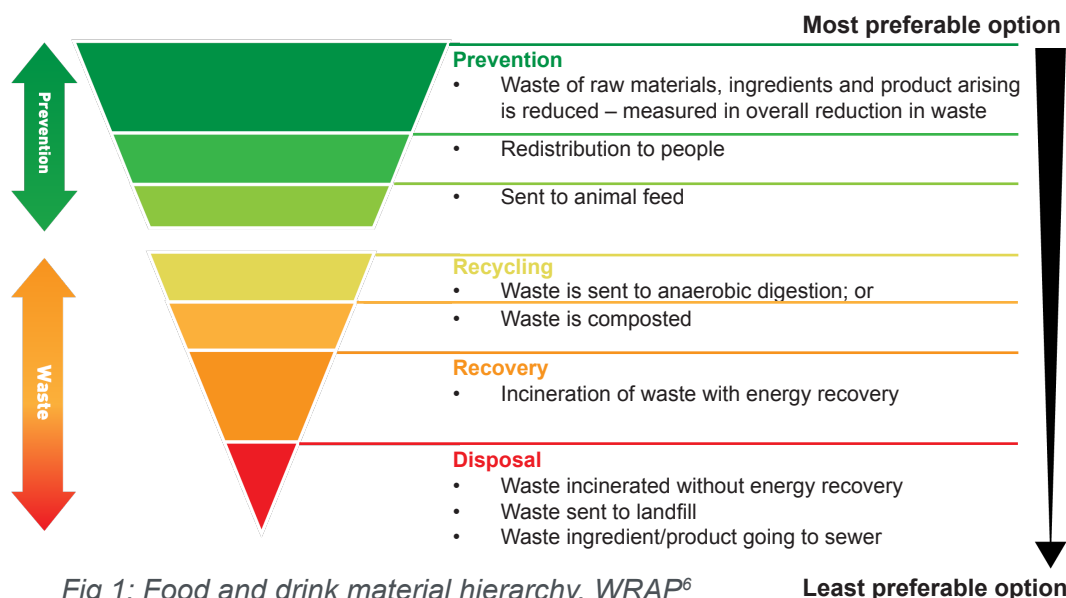 Most preferable option
Prevention
Prevention
• Waste of raw materials, ingredients and product arising
is reduced – measured in overall reduction in waste
• Redistribution to people
• Sent to animal feed
Waste
Recycling
• Waste is sent to anaerobic digestion; or
• Waste is composted
Recovery
• Incineration of waste with energy recovery
Disposal
• Waste incinerated without energy recovery
• Waste sent to landfill
• Waste ingredient/product going to sewer
Fig 1: Food and drink material hierarchy, WRAP⁶
Least preferable option